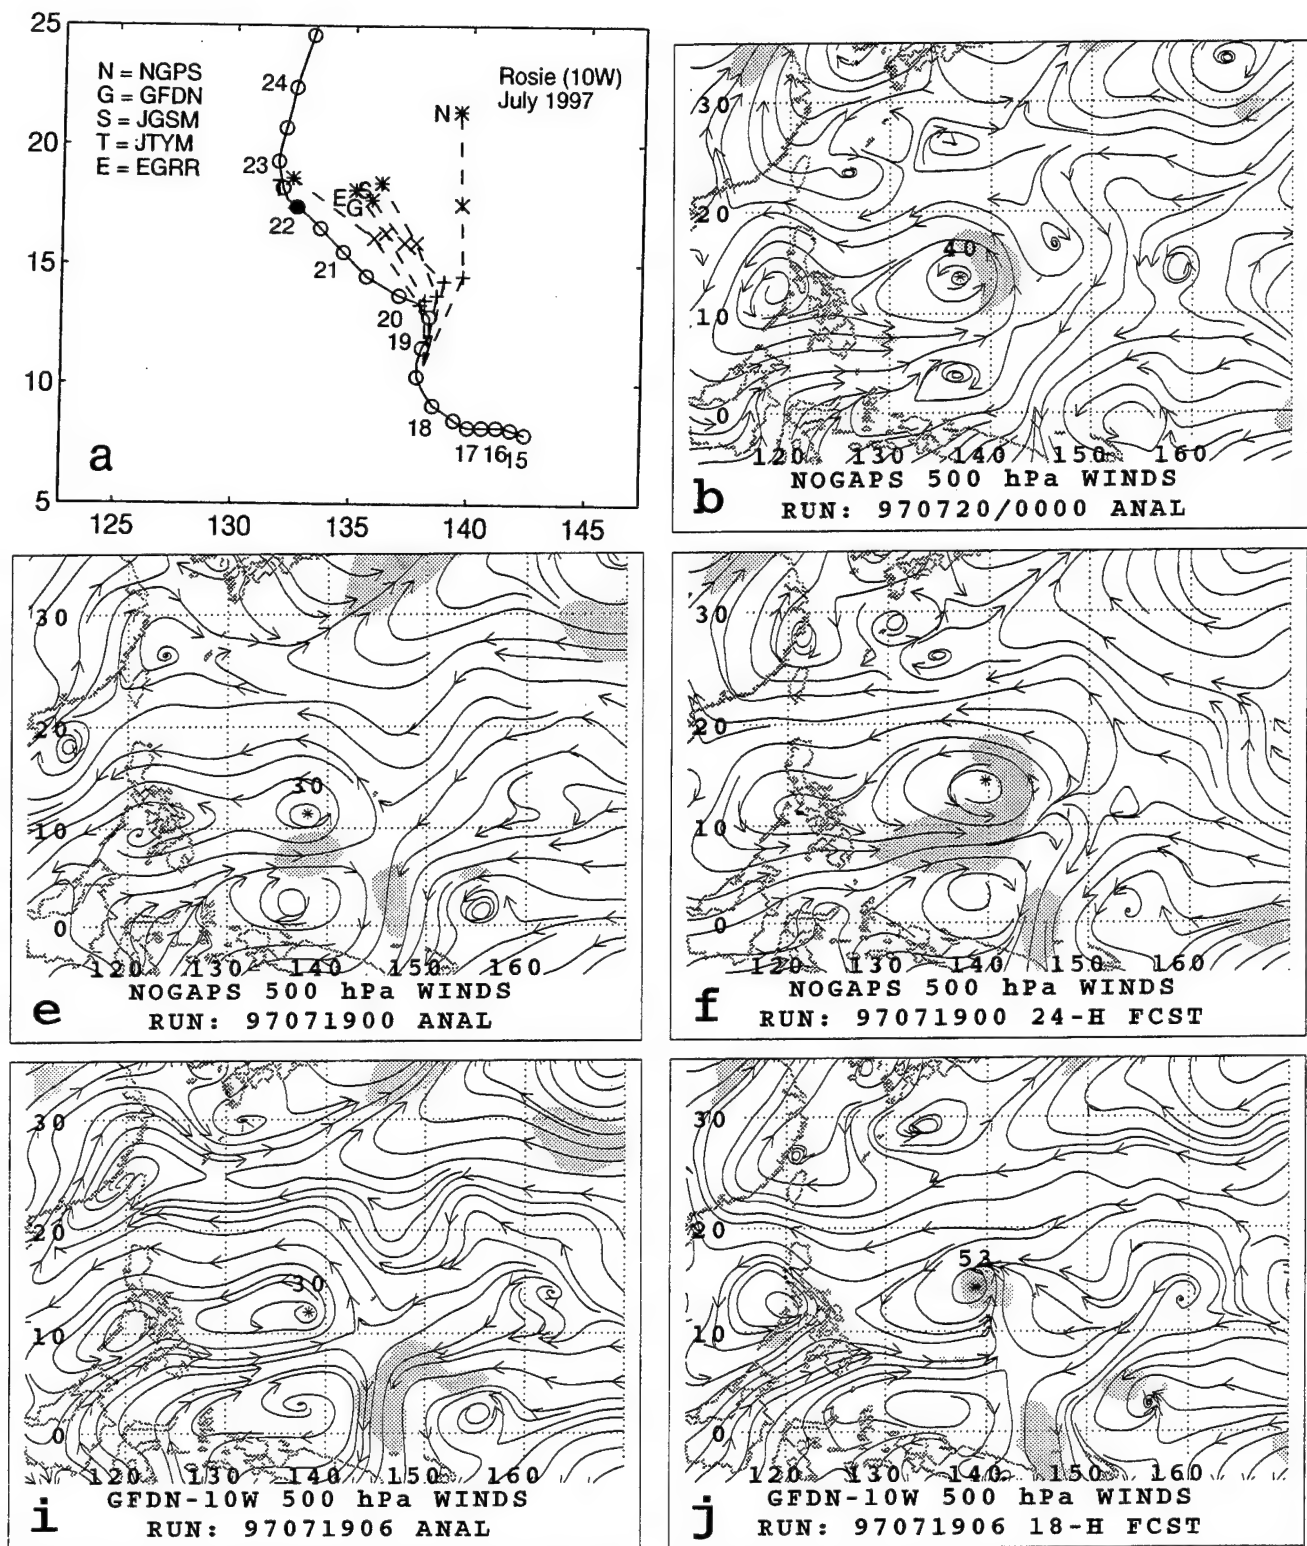 25
20
15
10
5
125
130
135
140
145
N = NGPS
G = GFDN
S = JGSM
T = JTYM
E = EGRR
Rosie (10W)
July 1997
24
23
22
21
20
19
18
17
16
15
N
E
S
G
a
30
20
10
0
40
120 130 140 150 160
NOGAPS 500 hPa WINDS
RUN: 970720/0000 ANAL
b
30
20
10
0
30
120 130 140 150 160
NOGAPS 500 hPa WINDS
RUN: 97071900 ANAL
e
30
20
10
0
120 130 140 150 160
NOGAPS 500 hPa WINDS
RUN: 97071900 24-H FCST
f
30
20
10
0
30
120 130 140 150 160
GFDN-10W 500 hPa WINDS
RUN: 97071906 ANAL
i
30
20
10
0
53
120 130 140 150 160
GFDN-10W 500 hPa WINDS
RUN: 97071906 18-H FCST
j